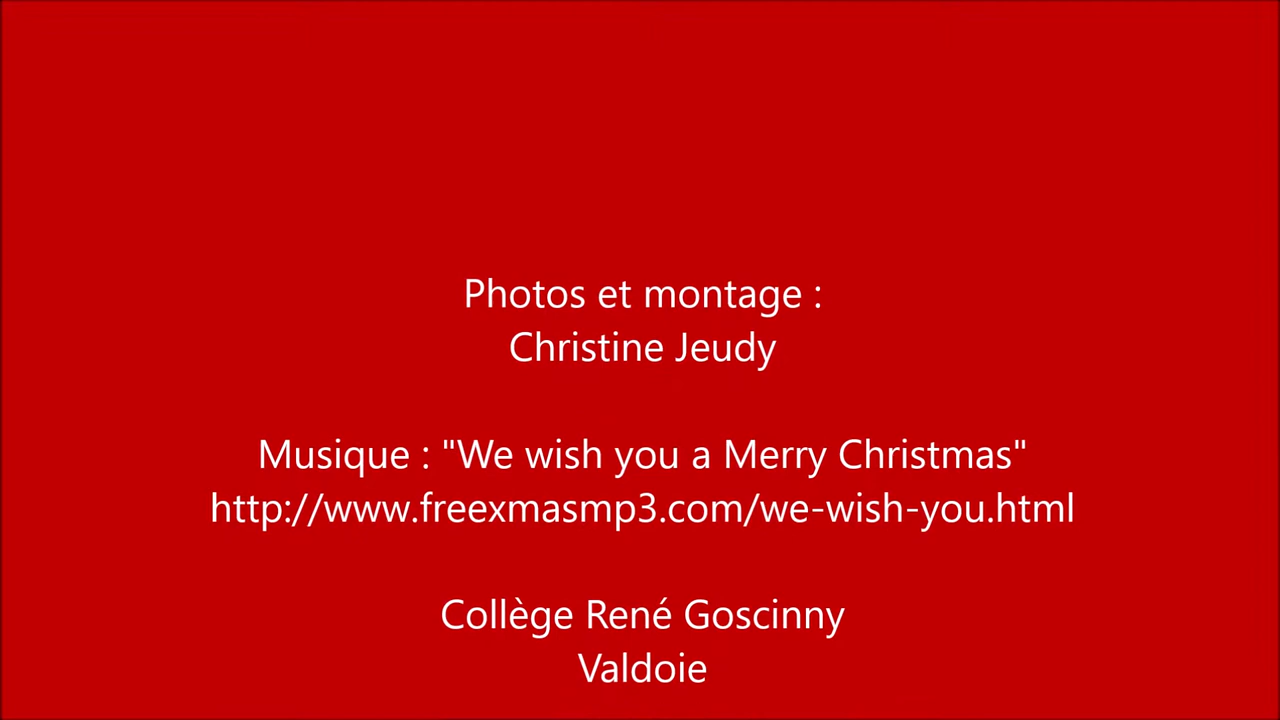 Photos et montage :
Christine Jeudy
Musique : "We wish you a Merry Christmas"
http://www.freexmasmp3.com/we-wish-you.html
Collège René Goscinny
Valdoie